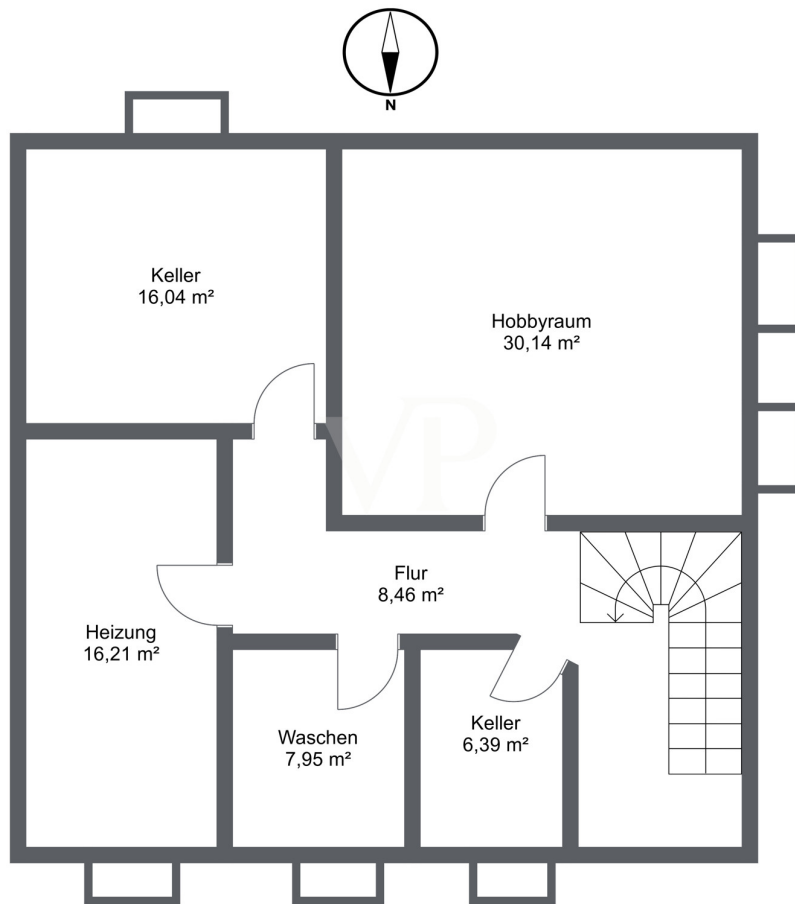 N
Keller
16,04 m²
Hobbyraum
30,14 m²
VP
Flur
8,46 m²
Heizung
16,21 m²
Waschen
7,95 m²
Keller
6,39 m²